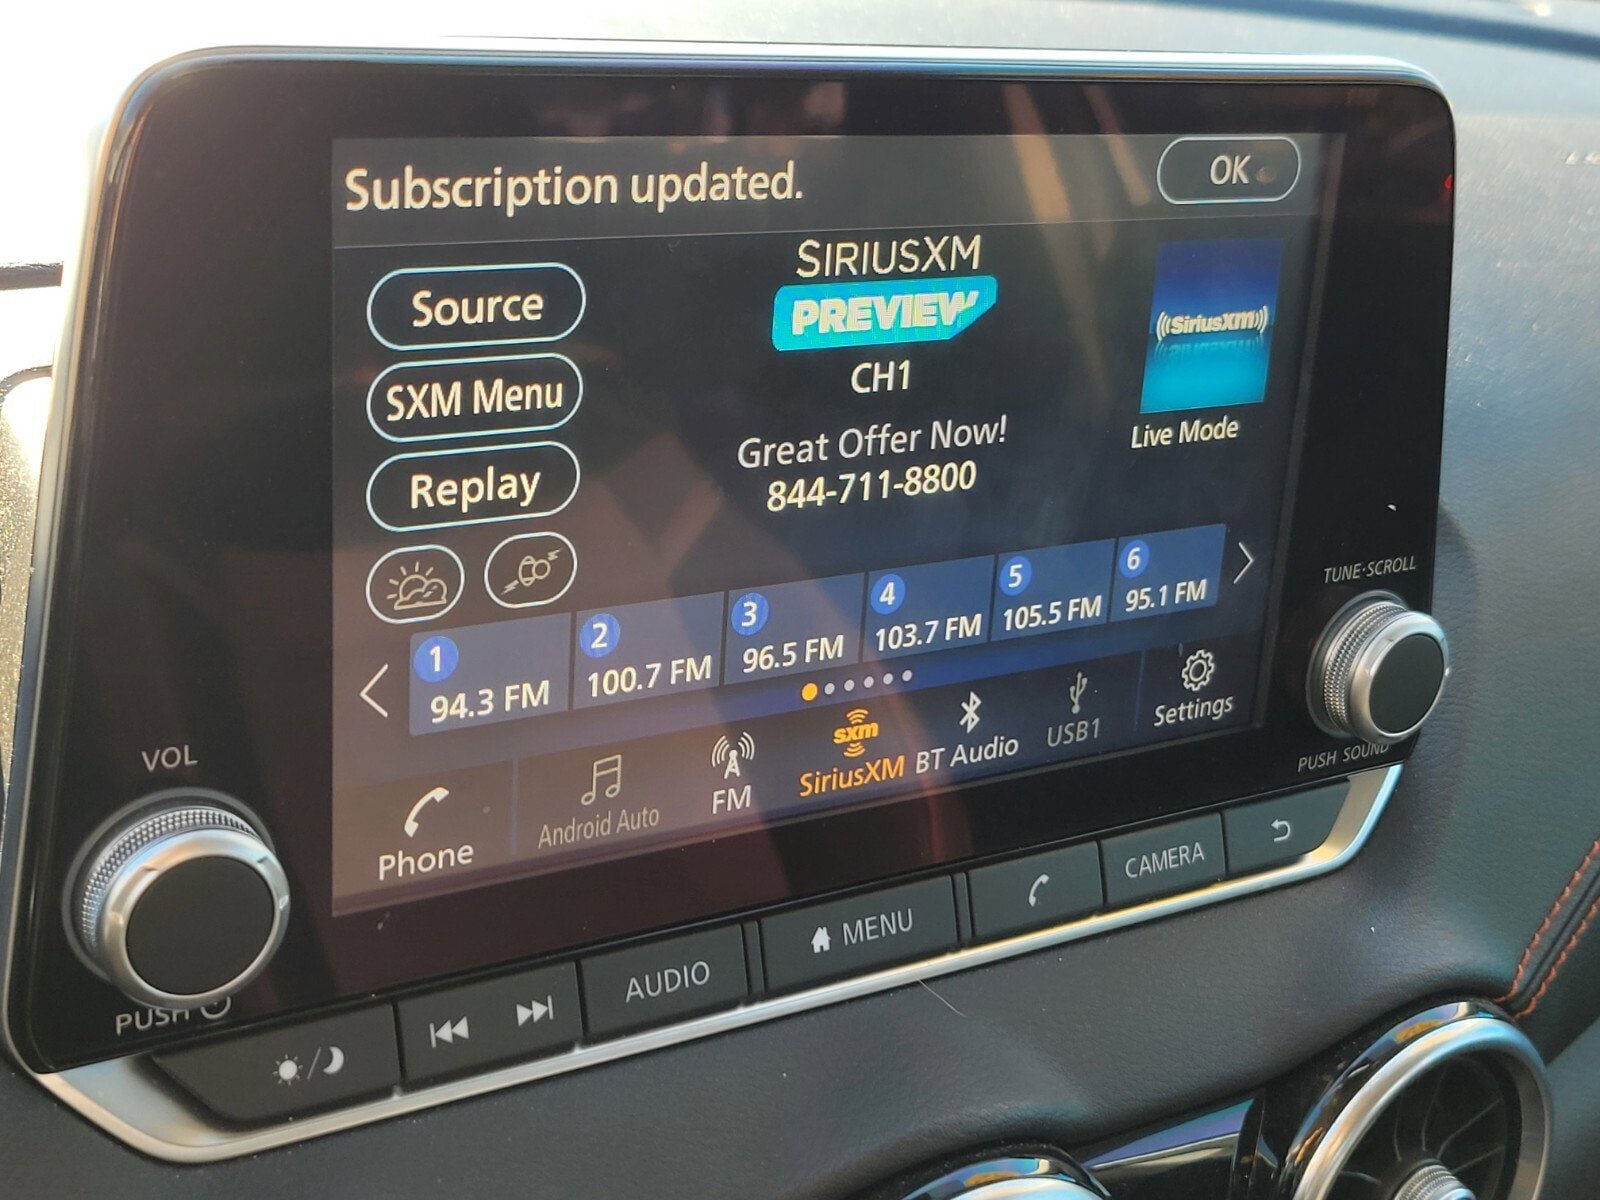 Subscription updated.
OK
SIRIUSXM
PREVIEW
CH1
Great Offer Now!
844-711-8800
Source
SXM Menu
Replay
((SiriusXM))
Live Mode
1
94.3 FM
2
100.7 FM
3
96.5 FM
4
103.7 FM
5
105.5 FM
6
95.1 FM
Phone
Android Auto
FM
sxm
SiriusXM
BT Audio
USB1
Settings
VOL
PUSH
TUNE·SCROLL
PUSH SOUND
AUDIO
MENU
CAMERA